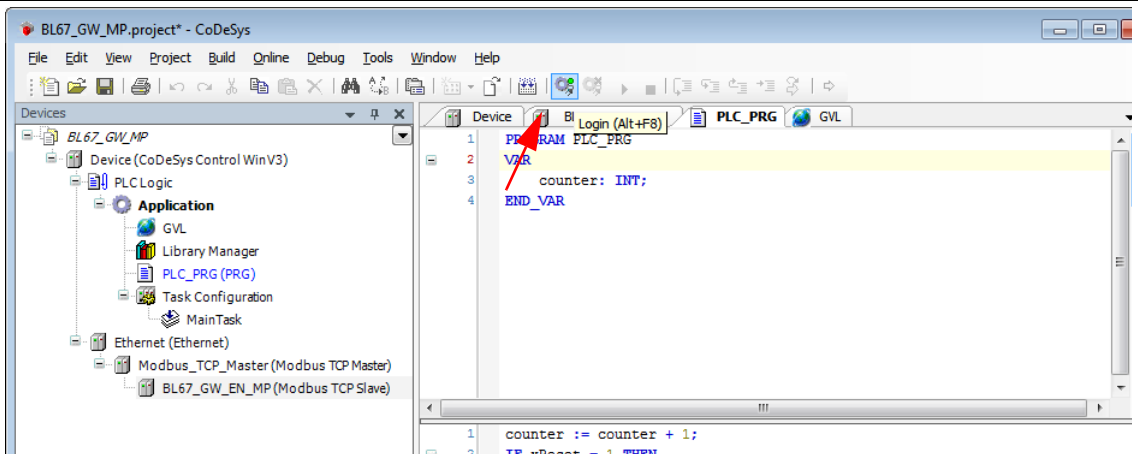 BL67_GW_MP.project* - CoDeSys
File Edit View Project Build Online Debug Tools Window Help
Devices
BL67_GW_MP
Device (CoDeSys Control Win V3)
PLC Logic
Application
GVL
Library Manager
PLC_PRG (PRG)
Task Configuration
MainTask
Ethernet (Ethernet)
Modbus_TCP_Master (Modbus TCP Master)
BL67_GW_EN_MP (Modbus TCP Slave)
Device PLC_PRG GVL
Login (Alt+F8)
1 PLC_PRG
2 VAR
3 counter: INT;
4 END_VAR
1 counter := counter + 1;